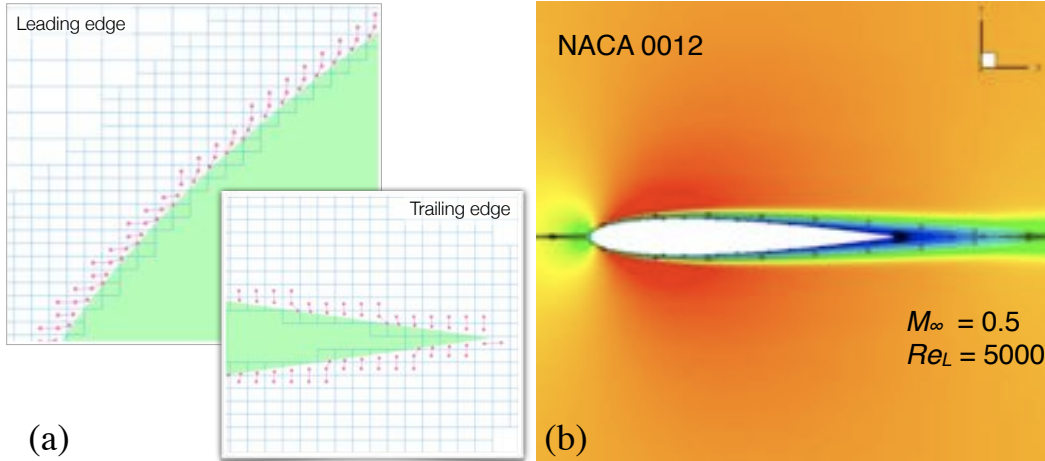 Leading edge
Trailing edge
(a)
NACA 0012
M∞ = 0.5
ReL = 5000
(b)